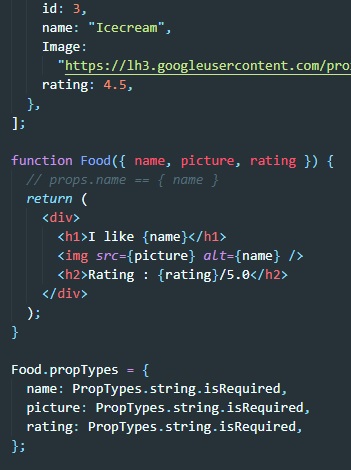 id: 3,
name: "Icecream",
Image:
"https://lh3.googleusercontent.com/pro
rating: 4.5,
},
];
function Food({ name, picture, rating }) {
// props.name == { name }
return (
<div>
<h1>I like {name}</h1>
<img src={picture} alt={name} />
<h2>Rating : {rating}/5.0</h2>
</div>
);
}
Food.propTypes = {
name: PropTypes.string.isRequired,
picture: PropTypes.string.isRequired,
rating: PropTypes.string.isRequired,
};